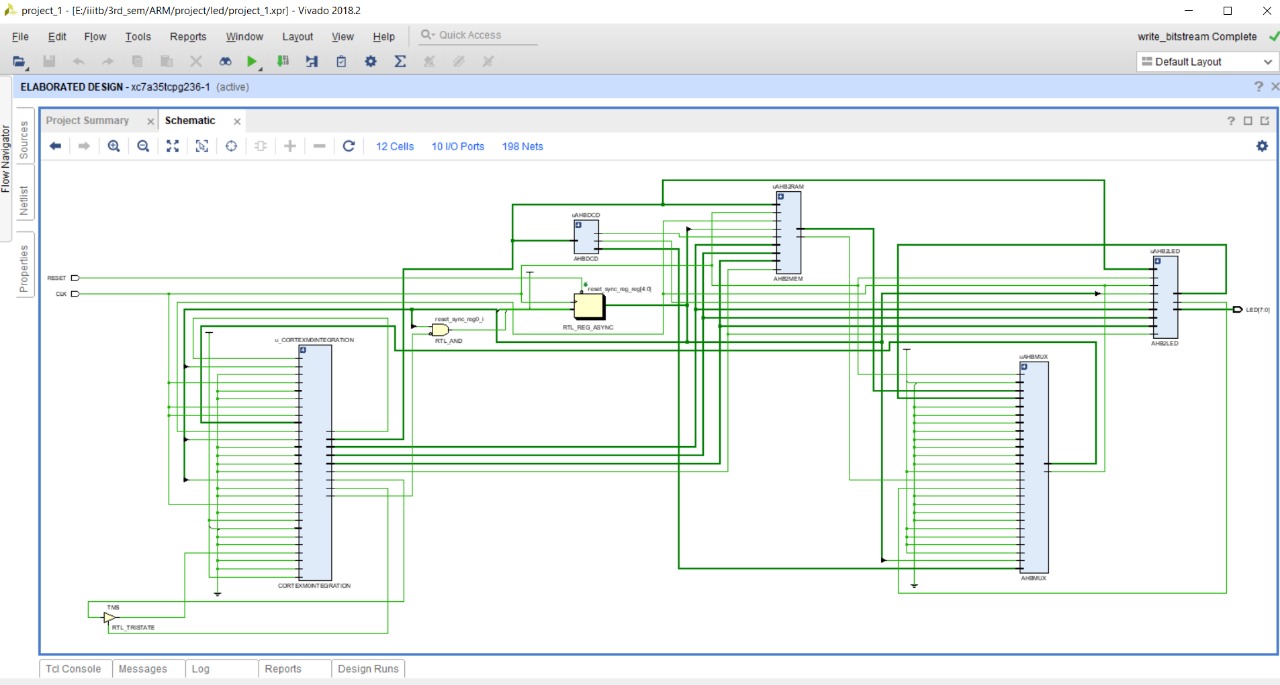 project_1 - [E:/iiitb/3rd_sem/ARM/project/led/project_1.xpr] - Vivado 2018.2
File Edit Flow Tools Reports Window Layout View Help Quick Access
write_bitstream Complete
Default Layout
ELABORATED DESIGN - xc7a35tcpg236-1 (active)
Flow Navigator
Sources
Netlist
Properties
Project Summary
Schematic
12 Cells 10 I/O Ports 198 Nets
uAHB2RAM
AHB2MEM
uAHBDCD
AHBDCD
uAHB2LED
AHB2LED
RESET
CLK
reset_sync_reg_reg[4:0]
RTL_REG_ASYNC
LED[7:0]
reset_sync_reg0_i
RTL_AND
u_CORTEXM0INTEGRATION
CORTEXM0INTEGRATION
uAHBMUX
AHBMUX
TMS
RTL_TRISTATE
Tcl Console Messages Log Reports Design Runs